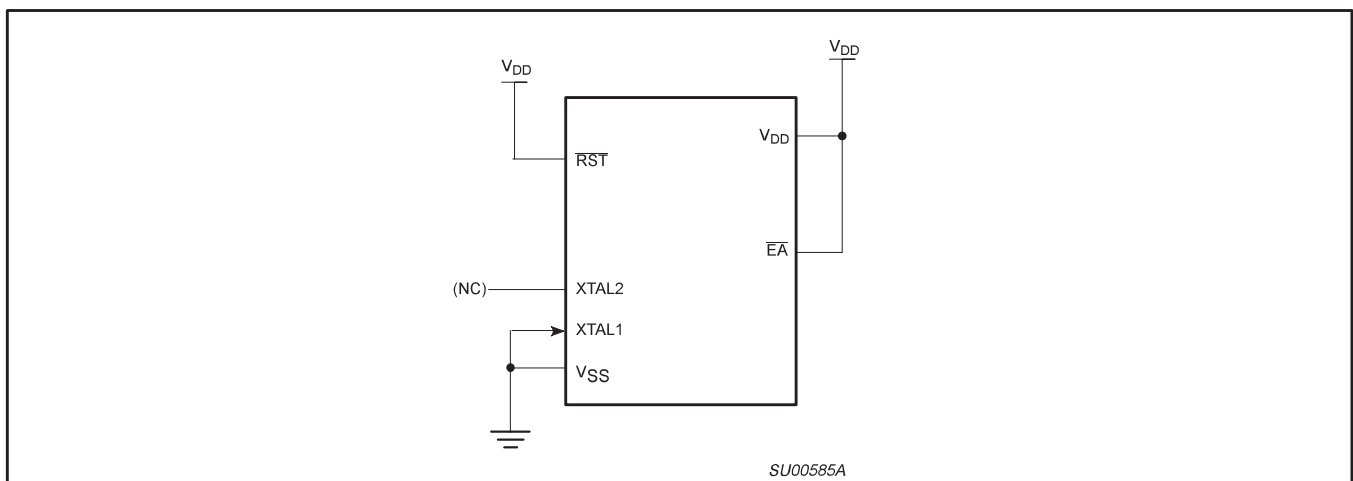 VDD
VDD
VDD
RST
EA
(NC)
XTAL2
XTAL1
VSS
SU00585A